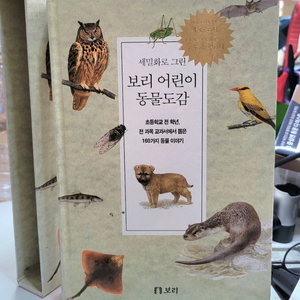 세밀화로 그린
보리 어린이
동물도감
초등학교 전 학년,
전 과목 교과서에서 뽑은
160가지 동물 이야기
보리